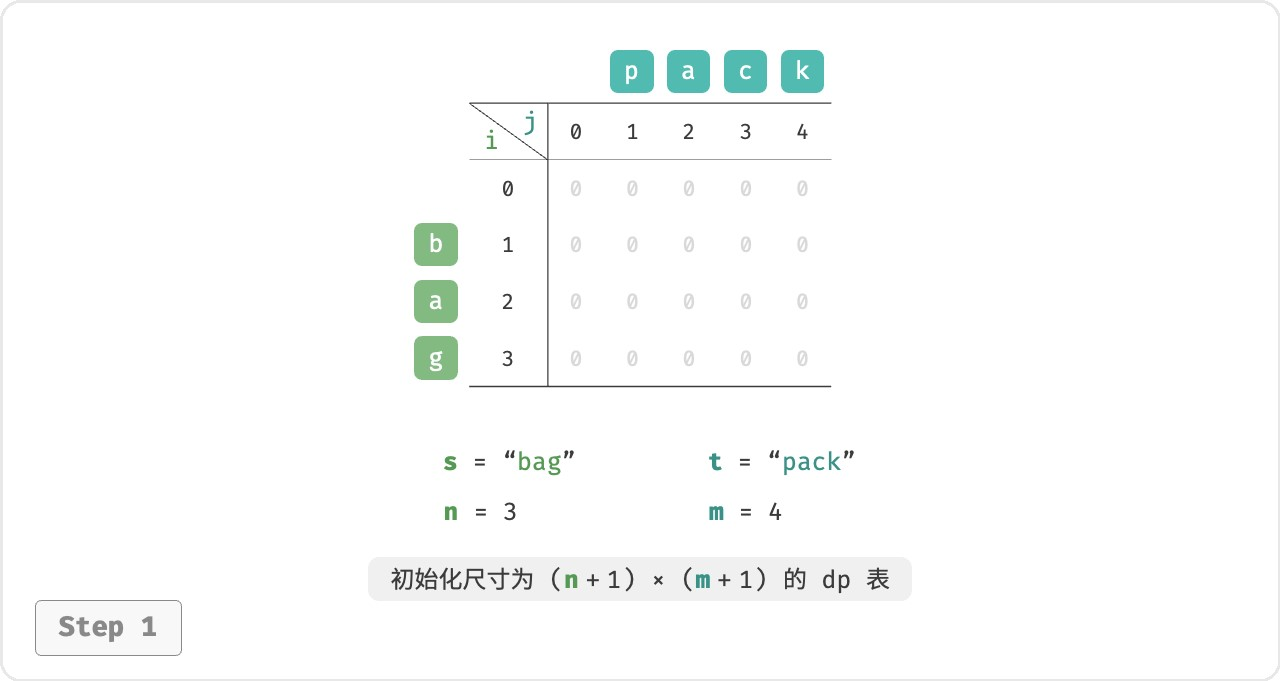 p a c k
i j 0 1 2 3 4
0 0 0 0 0 0
b 1 0 0 0 0 0
a 2 0 0 0 0 0
g 3 0 0 0 0 0
s = “bag” t = “pack”
n = 3 m = 4
初始化尺寸为 (n + 1) × (m + 1) 的 dp 表
Step 1